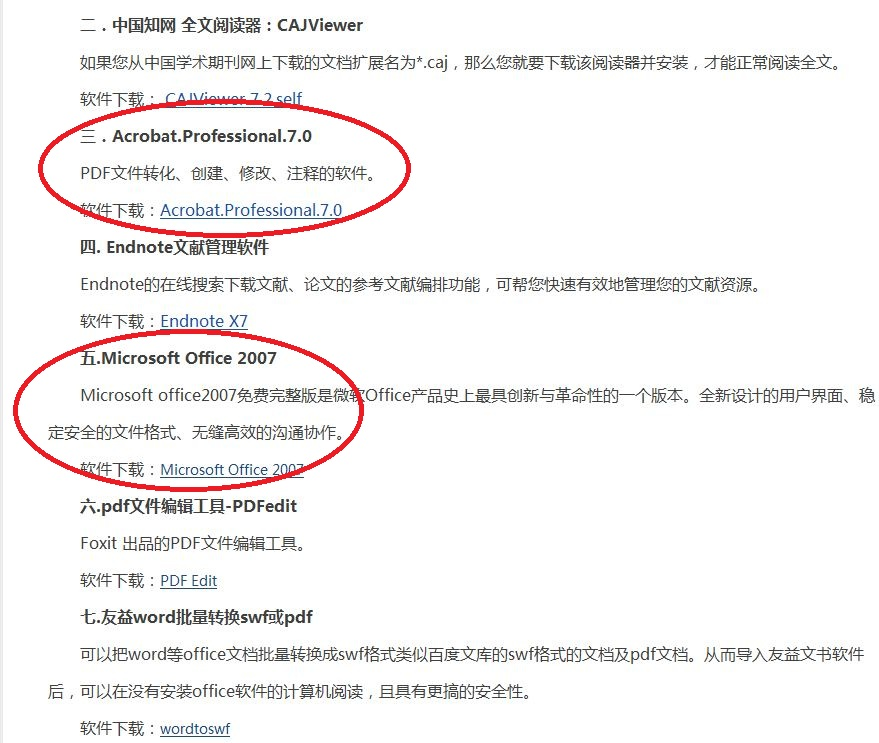 二．中国知网 全文阅读器：CAJViewer
如果您从中国学术期刊网上下载的文档扩展名为*.caj，那么您就要下载该阅读器并安装，才能正常阅读全文。
软件下载： CAJViewer 7.2 self
三．Acrobat.Professional.7.0
PDF文件转化、创建、修改、注释的软件。
软件下载：Acrobat.Professional.7.0
四. Endnote文献管理软件
Endnote的在线搜索下载文献、论文的参考文献编排功能，可帮您快速有效地管理您的文献资源。
软件下载：Endnote X7
五.Microsoft Office 2007
Microsoft office2007免费完整版是微软Office产品史上最具创新与革命性的一个版本。全新设计的用户界面、稳
定安全的文件格式、无缝高效的沟通协作。
软件下载：Microsoft Office 2007
六.pdf文件编辑工具-PDFedit
Foxit 出品的PDF文件编辑工具。
软件下载：PDF Edit
七.友益word批量转换swf或pdf
可以把word等office文档批量转换成swf格式类似百度文库的swf格式的文档及pdf文档。从而导入友益文书软件
后，可以在没有安装office软件的计算机阅读，且具有更搞的安全性。
软件下载：wordtoswf